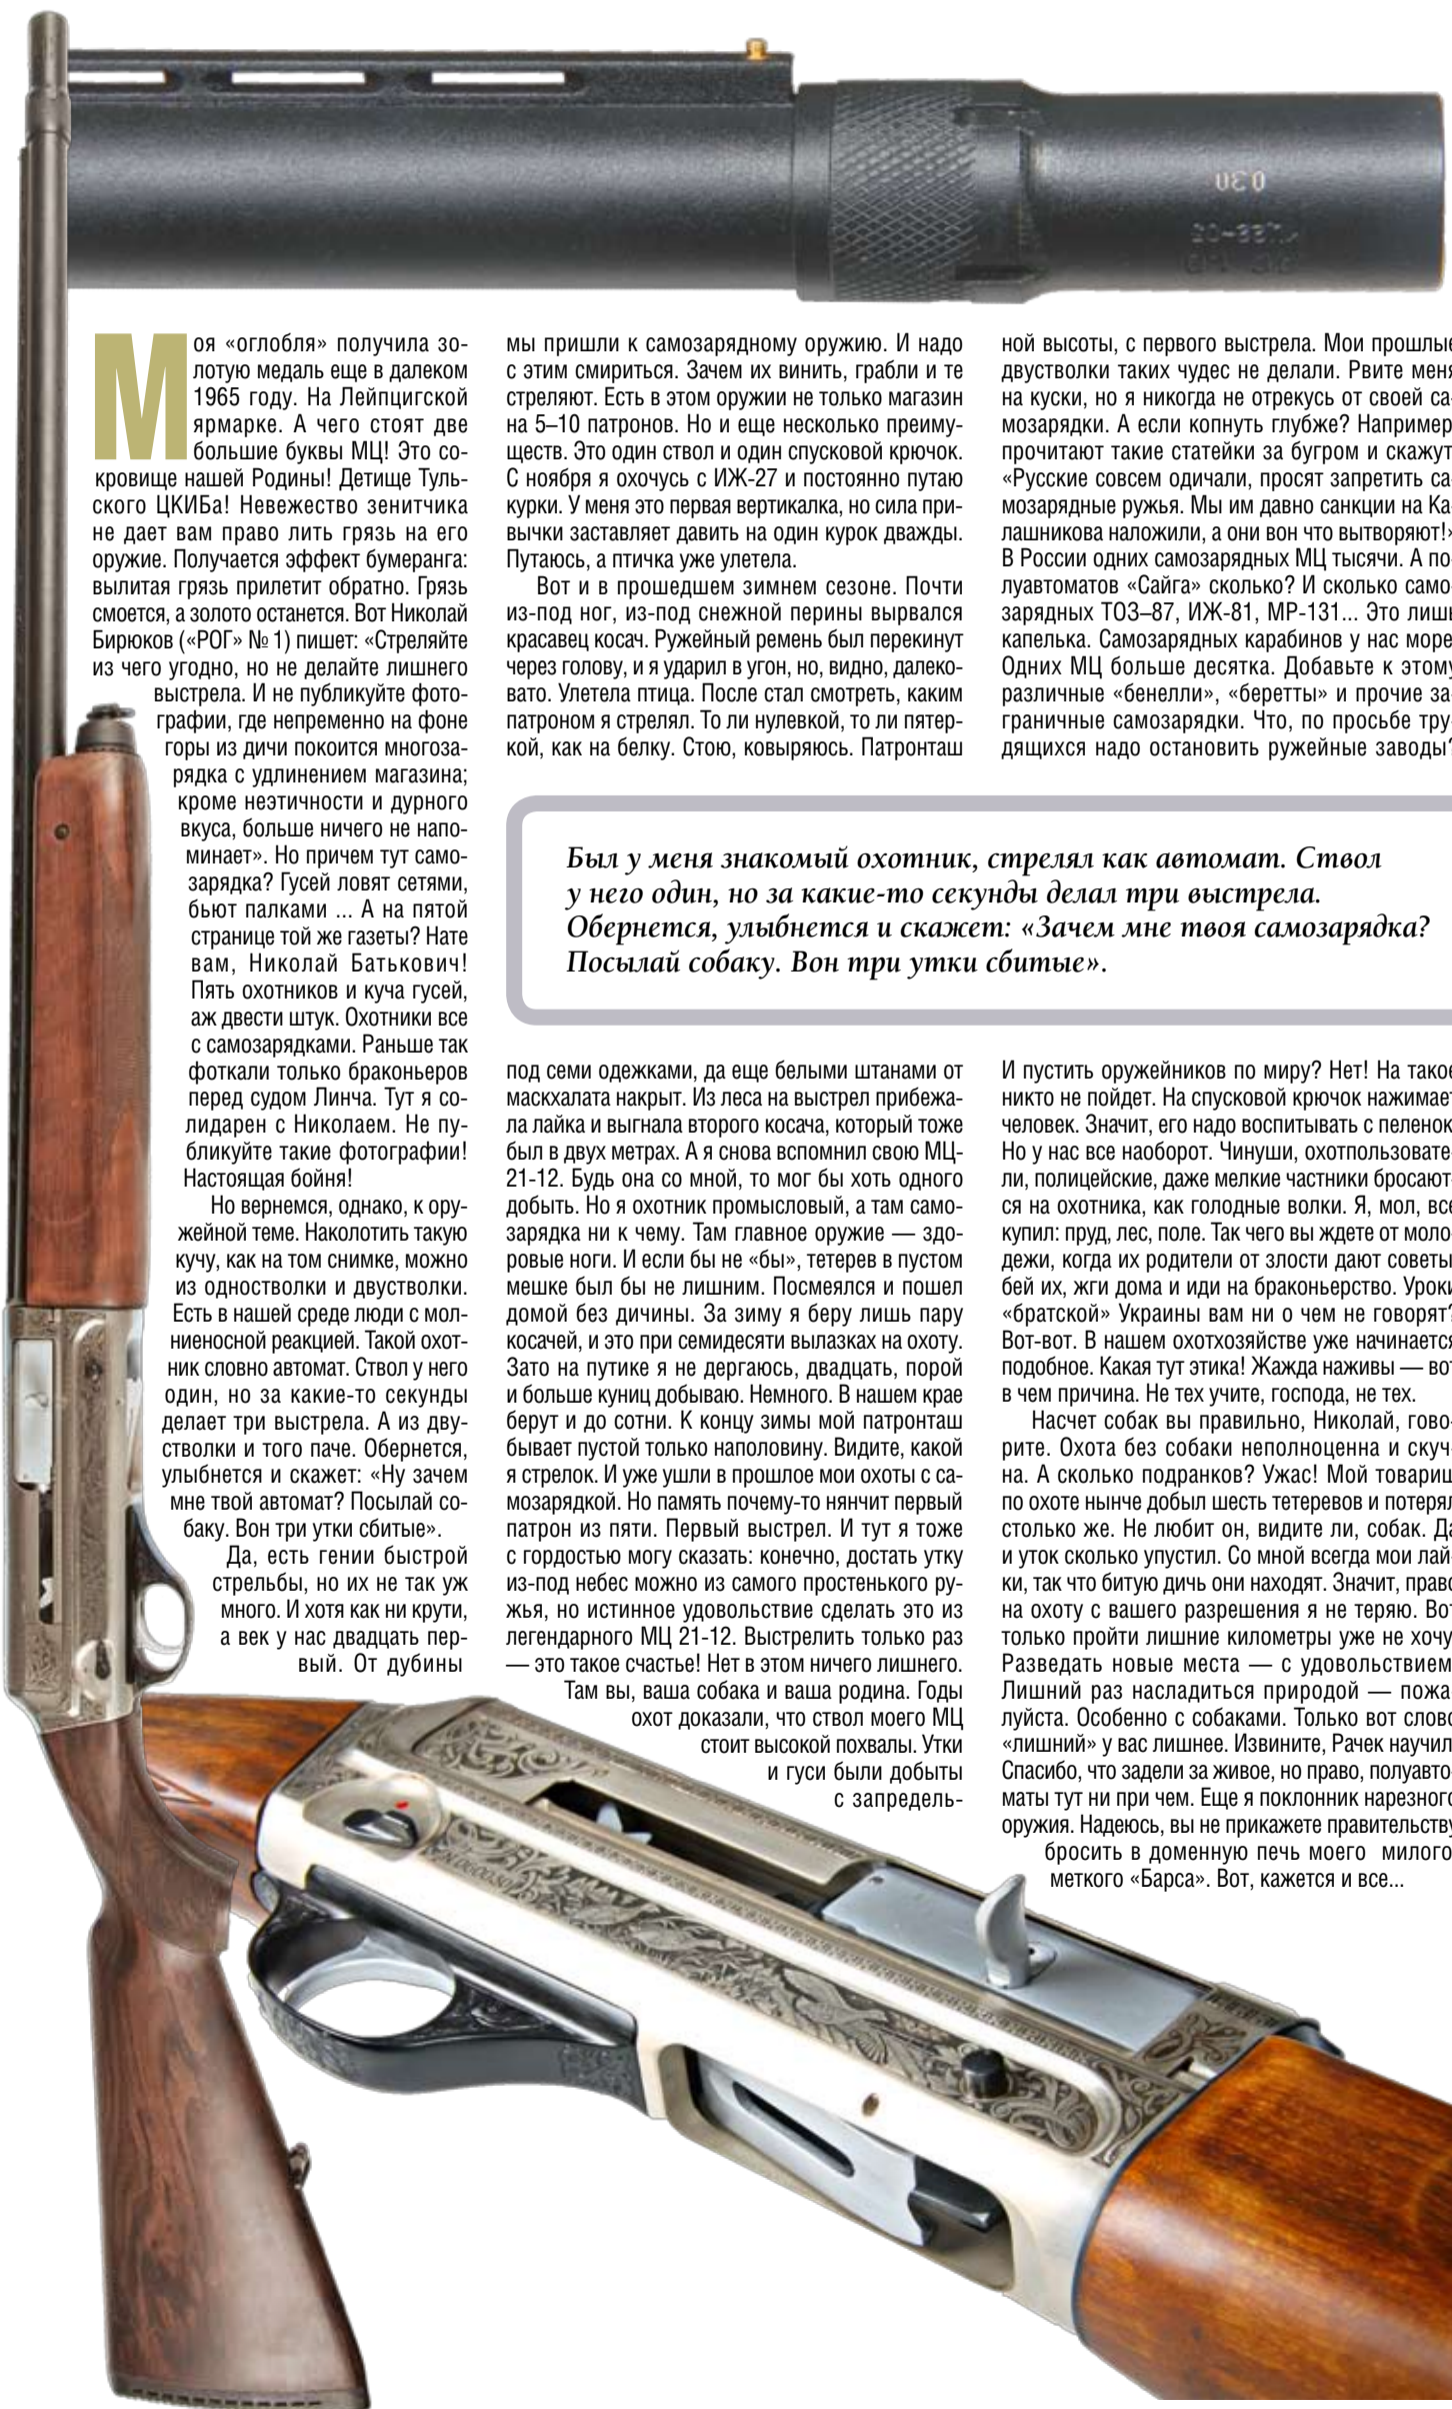 Моя «оглобля» получила зо-
лотую медаль еще в далеком
1965 году. На Лейпцигской
ярмарке. А чего стоят две
большие буквы МЦ! Это со-
кровище нашей Родины! Детище Туль-
ского ЦКИБа! Невежество зенитчика
не дает вам право лить грязь на его
оружие. Получается эффект бумеранга:
вылитая грязь прилетит обратно. Грязь
смоется, а золото останется. Вот Николай
Бирюков («РОГ» № 1) пишет: «Стреляйте
из чего угодно, но не делайте лишнего
выстрела. И не публикуйте фото-
графии, где непременно на фоне
горы из дичи покоится многоза-
рядка с удлинением магазина;
кроме неэтичности и дурного
вкуса, больше ничего не напо-
минает». Но причем тут само-
зарядка? Гусей ловят сетями,
бьют палками ... А на пятой
странице той же газеты? Нате
вам, Николай Батькович!
Пять охотников и куча гусей,
аж двести штук. Охотники все
с самозарядками. Раньше так
фоткали только браконьеров
перед судом Линча. Тут я со-
лидарен с Николаем. Не пу-
бликуйте такие фотографии!
Настоящая бойня!
Но вернемся, однако, к ору-
жейной теме. Наколотить такую
кучу, как на том снимке, можно
из одностволки и двустволки.
Есть в нашей среде люди с мол-
ниеносной реакцией. Такой охот-
ник словно автомат. Ствол у него
один, но за какие-то секунды
делает три выстрела. А из дву-
стволки и того паче. Обернется,
улыбнется и скажет: «Ну зачем
мне твой автомат? Посылай со-
баку. Вон три утки сбитые».
Да, есть гении быстрой
стрельбы, но их не так уж
много. И хотя как ни крути,
а век у нас двадцать пер-
вый. От дубины
мы пришли к самозарядному оружию. И надо
с этим смириться. Зачем их винить, грабли и те
стреляют. Есть в этом оружии не только магазин
на 5–10 патронов. Но и еще несколько преиму-
ществ. Это один ствол и один спусковой крючок.
С ноября я охочусь с ИЖ-27 и постоянно путаю
курки. У меня это первая вертикалка, но сила при-
вычки заставляет давить на один курок дважды.
Путаюсь, а птичка уже улетела.
Вот и в прошедшем зимнем сезоне. Почти
из-под ног, из-под снежной перины вырвался
красавец косач. Ружейный ремень был перекинут
через голову, и я ударил в угон, но, видно, далеко-
вато. Улетела птица. После стал смотреть, каким
патроном я стрелял. То ли нулевкой, то ли пятер-
кой, как на белку. Стою, ковыряюсь. Патронташ
под семи одежками, да еще белыми штанами от
маскхалата накрыт. Из леса на выстрел прибежа-
ла лайка и выгнала второго косача, который тоже
был в двух метрах. А я снова вспомнил свою МЦ-
21-12. Будь она со мной, то мог бы хоть одного
добыть. Но я охотник промысловый, а там само-
зарядка ни к чему. Там главное оружие — здо-
ровые ноги. И если бы не «бы», тетерев в пустом
мешке был бы не лишним. Посмеялся и пошел
домой без дичины. За зиму я беру лишь пару
косачей, и это при семидесяти вылазках на охоту.
Зато на путике я не дергаюсь, двадцать, порой
и больше куниц добываю. Немного. В нашем крае
берут и до сотни. К концу зимы мой патронташ
бывает пустой только наполовину. Видите, какой
я стрелок. И уже ушли в прошлое мои охоты с са-
мозарядкой. Но память почему-то нянчит первый
патрон из пяти. Первый выстрел. И тут я тоже
с гордостью могу сказать: конечно, достать утку
из-под небес можно из самого простенького ру-
жья, но истинное удовольствие сделать это из
легендарного МЦ 21-12. Выстрелить только раз
— это такое счастье! Нет в этом ничего лишнего.
Там вы, ваша собака и ваша родина. Годы
охот доказали, что ствол моего МЦ
стоит высокой похвалы. Утки
и гуси были добыты
с запредель-
ной высоты, с первого выстрела. Мои прошлые
двустволки таких чудес не делали. Рвите меня
на куски, но я никогда не отрекусь от своей са-
мозарядки. А если копнуть глубже? Например
прочитают такие статейки за бугром и скажут
«Русские совсем одичали, просят запретить са-
мозарядные ружья. Мы им давно санкции на Ка-
лашникова наложили, а они вон что вытворяют!»
В России одних самозарядных МЦ тысячи. А по-
луавтоматов «Сайга» сколько? И сколько само-
зарядных ТОЗ–87, ИЖ-81, МР-131... Это лишь
капелька. Самозарядных карабинов у нас море
Одних МЦ больше десятка. Добавьте к этому
различные «бенелли», «беретты» и прочие за-
граничные самозарядки. Что, по просьбе тру-
дящихся надо остановить ружейные заводы?
Был у меня знакомый охотник, стрелял как автомат. Ствол
у него один, но за какие-то секунды делал три выстрела.
Обернется, улыбнется и скажет: «Зачем мне твоя самозарядка?
Посылай собаку. Вон три утки сбитые».
И пустить оружейников по миру? Нет! На такое
никто не пойдет. На спусковой крючок нажимает
человек. Значит, его надо воспитывать с пеленок
Но у нас все наоборот. Чинуши, охотпользовате-
ли, полицейские, даже мелкие частники бросают-
ся на охотника, как голодные волки. Я, мол, все
купил: пруд, лес, поле. Так чего вы ждете от моло-
дежи, когда их родители от злости дают советы
бей их, жги дома и иди на браконьерство. Уроки
«братской» Украины вам ни о чем не говорят?
Вот-вот. В нашем охотхозяйстве уже начинается
подобное. Какая тут этика! Жажда наживы — вот
в чем причина. Не тех учите, господа, не тех.
Насчет собак вы правильно, Николай, гово-
рите. Охота без собаки неполноценна и скуч-
на. А сколько подранков? Ужас! Мой товарищ
по охоте нынче добыл шесть тетеревов и потерял
столько же. Не любит он, видите ли, собак. Да
и уток сколько упустил. Со мной всегда мои лай-
ки, так что битую дичь они находят. Значит, право
на охоту с вашего разрешения я не теряю. Вот
только пройти лишние километры уже не хочу
Разведать новые места — с удовольствием
Лишний раз насладиться природой — пожа-
луйста. Особенно с собаками. Только вот слово
«лишний» у вас лишнее. Извините, Рачек научил
Спасибо, что задели за живое, но право, полуавто-
маты тут ни при чем. Еще я поклонник нарезного
оружия. Надеюсь, вы не прикажете правительству
бросить в доменную печь моего милого
меткого «Барса». Вот, кажется и все...